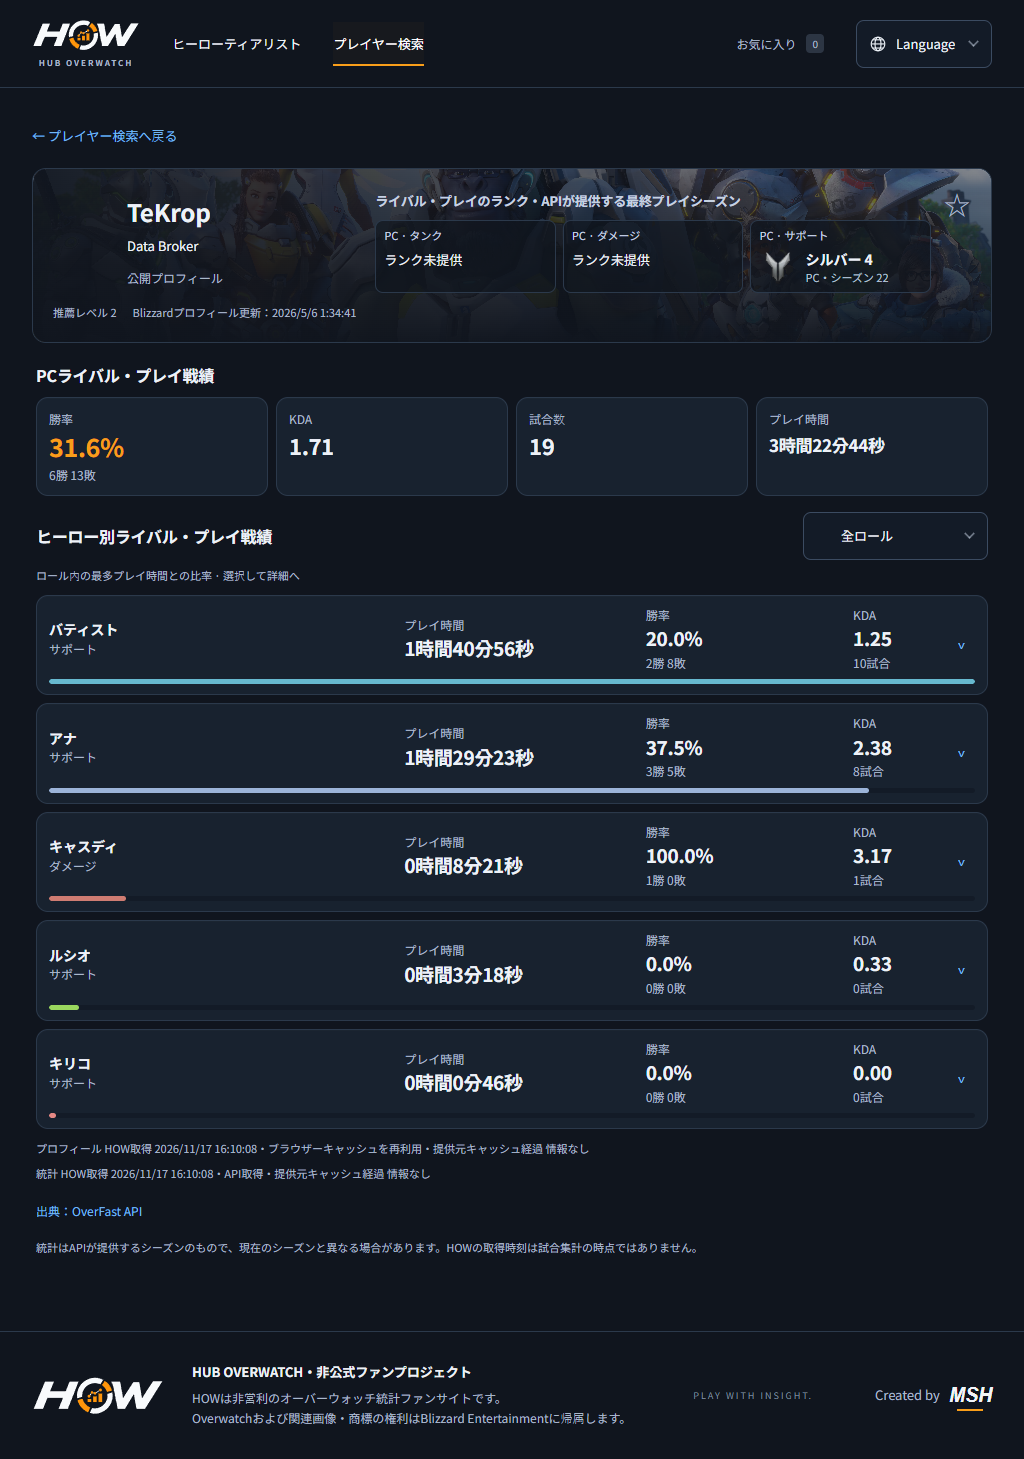 HOW
HUB OVERWATCH
ヒーローティアリスト
プレイヤー検索
お気に入り 0
Language
← プレイヤー検索へ戻る
TeKrop
Data Broker
公開プロフィール
推薦レベル 2 Blizzardプロフィール更新：2026/5/6 1:34:41
ライバル・プレイのランク・APIが提供する最終プレイシーズン
PC · タンク
ランク未提供
PC · ダメージ
ランク未提供
PC · サポート
シルバー 4
PC · シーズン 22
PCライバル・プレイ戦績
勝率
31.6%
6勝 13敗
KDA
1.71
試合数
19
プレイ時間
3時間22分44秒
ヒーロー別ライバル・プレイ戦績
全ロール
ロール内の最多プレイ時間との比率 · 選択して詳細へ
バティスト
サポート
プレイ時間
1時間40分56秒
勝率
20.0%
2勝 8敗
KDA
1.25
10試合
v
アナ
サポート
プレイ時間
1時間29分23秒
勝率
37.5%
3勝 5敗
KDA
2.38
8試合
v
キャスディ
ダメージ
プレイ時間
0時間8分21秒
勝率
100.0%
1勝 0敗
KDA
3.17
1試合
v
ルシオ
サポート
プレイ時間
0時間3分18秒
勝率
0.0%
0勝 0敗
KDA
0.33
0試合
v
キリコ
サポート
プレイ時間
0時間0分46秒
勝率
0.0%
0勝 0敗
KDA
0.00
0試合
v
プロフィール HOW取得 2026/11/17 16:10:08・ブラウザーキャッシュを再利用・提供元キャッシュ経過 情報なし
統計 HOW取得 2026/11/17 16:10:08・API取得・提供元キャッシュ経過 情報なし
出典：OverFast API
統計はAPIが提供するシーズンのもので、現在のシーズンと異なる場合があります。HOWの取得時刻は試合集計の時点ではありません。
HOW
HUB OVERWATCH・非公式ファンプロジェクト
HOWは非営利のオーバーウォッチ統計ファンサイトです。
Overwatchおよび関連画像・商標の権利はBlizzard Entertainmentに帰属します。
PLAY WITH INSIGHT.
Created by MSH